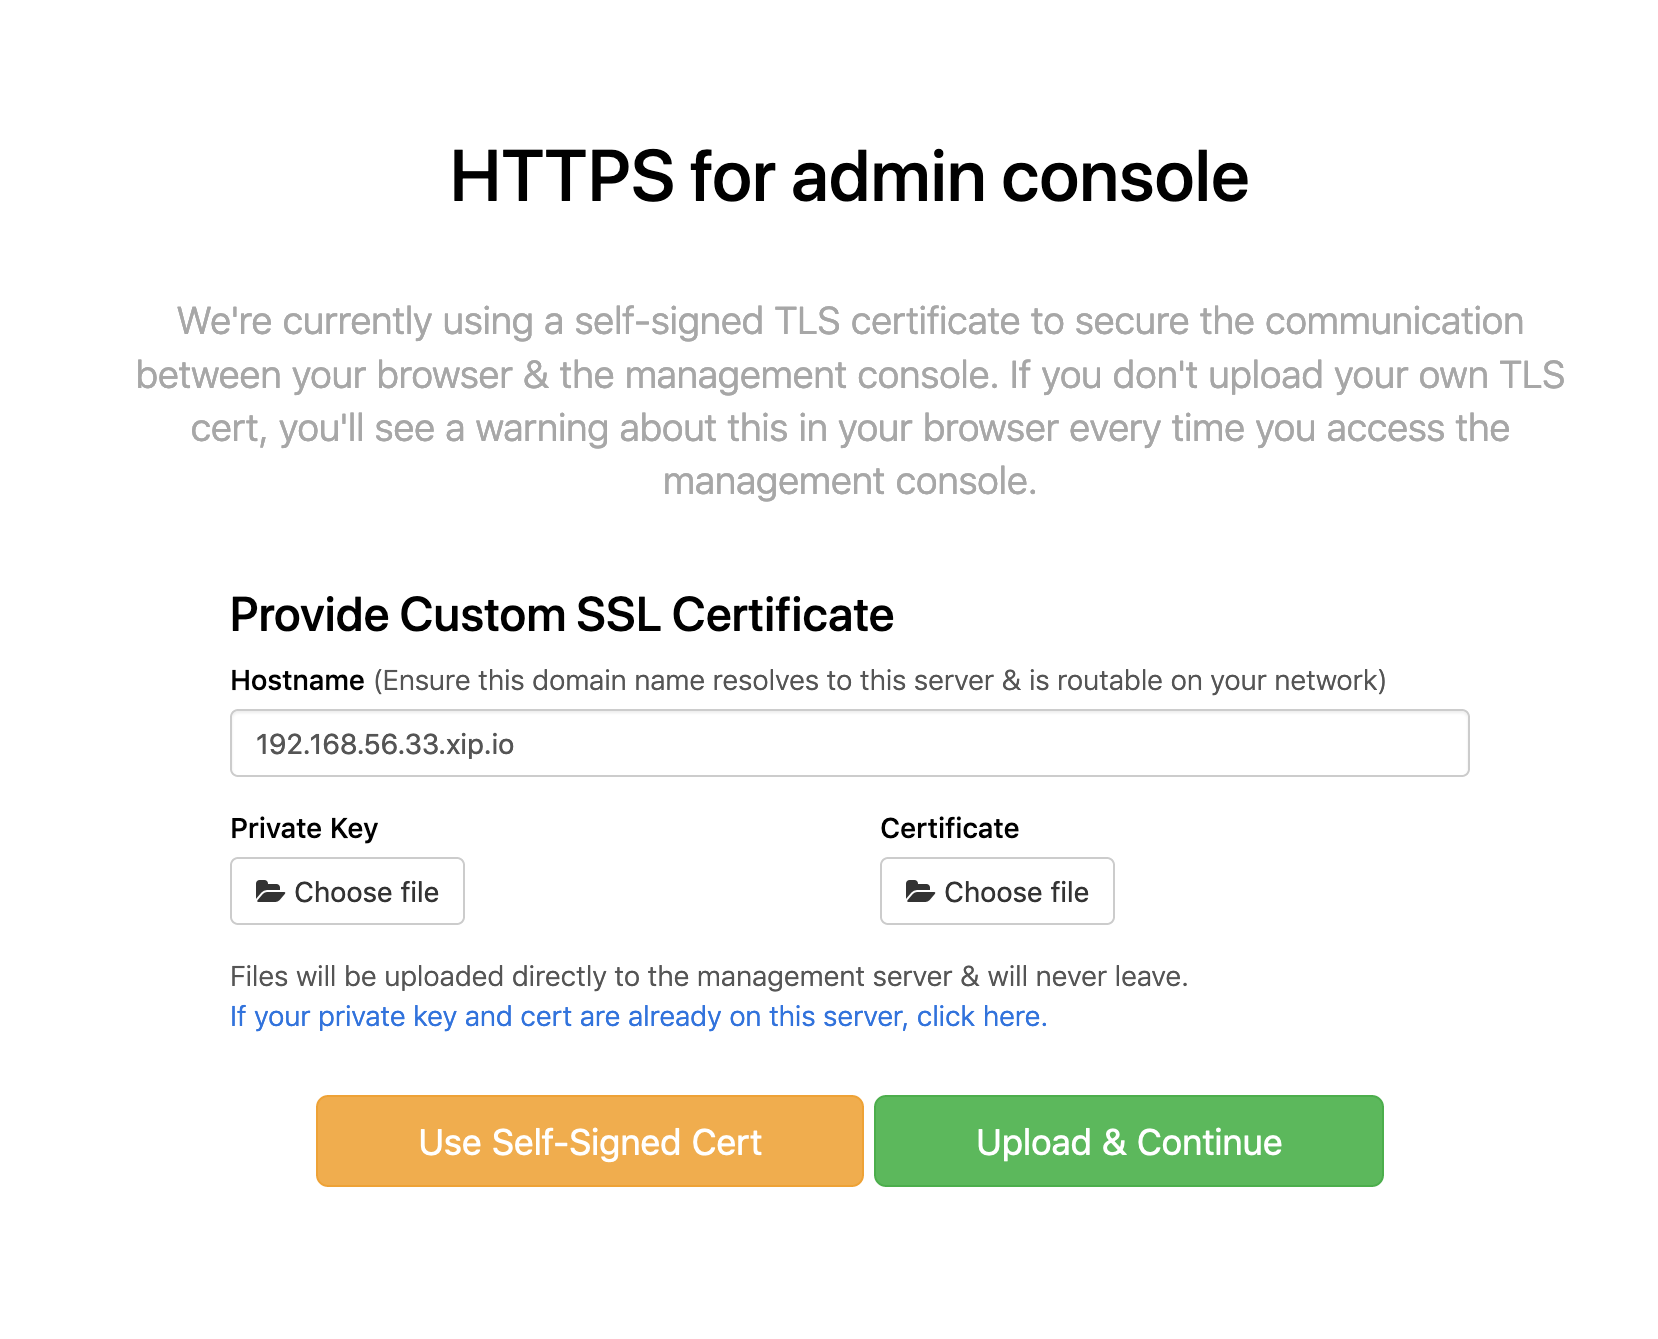 HTTPS for admin console
We're currently using a self-signed TLS certificate to secure the communication
between your browser & the management console. If you don't upload your own TLS
cert, you'll see a warning about this in your browser every time you access the
management console.
Provide Custom SSL Certificate
Hostname (Ensure this domain name resolves to this server & is routable on your network)
192.168.56.33.xip.io
Private Key
Certificate
Choose file
Choose file
Files will be uploaded directly to the management server & will never leave.
If your private key and cert are already on this server, click here.
Use Self-Signed Cert
Upload & Continue